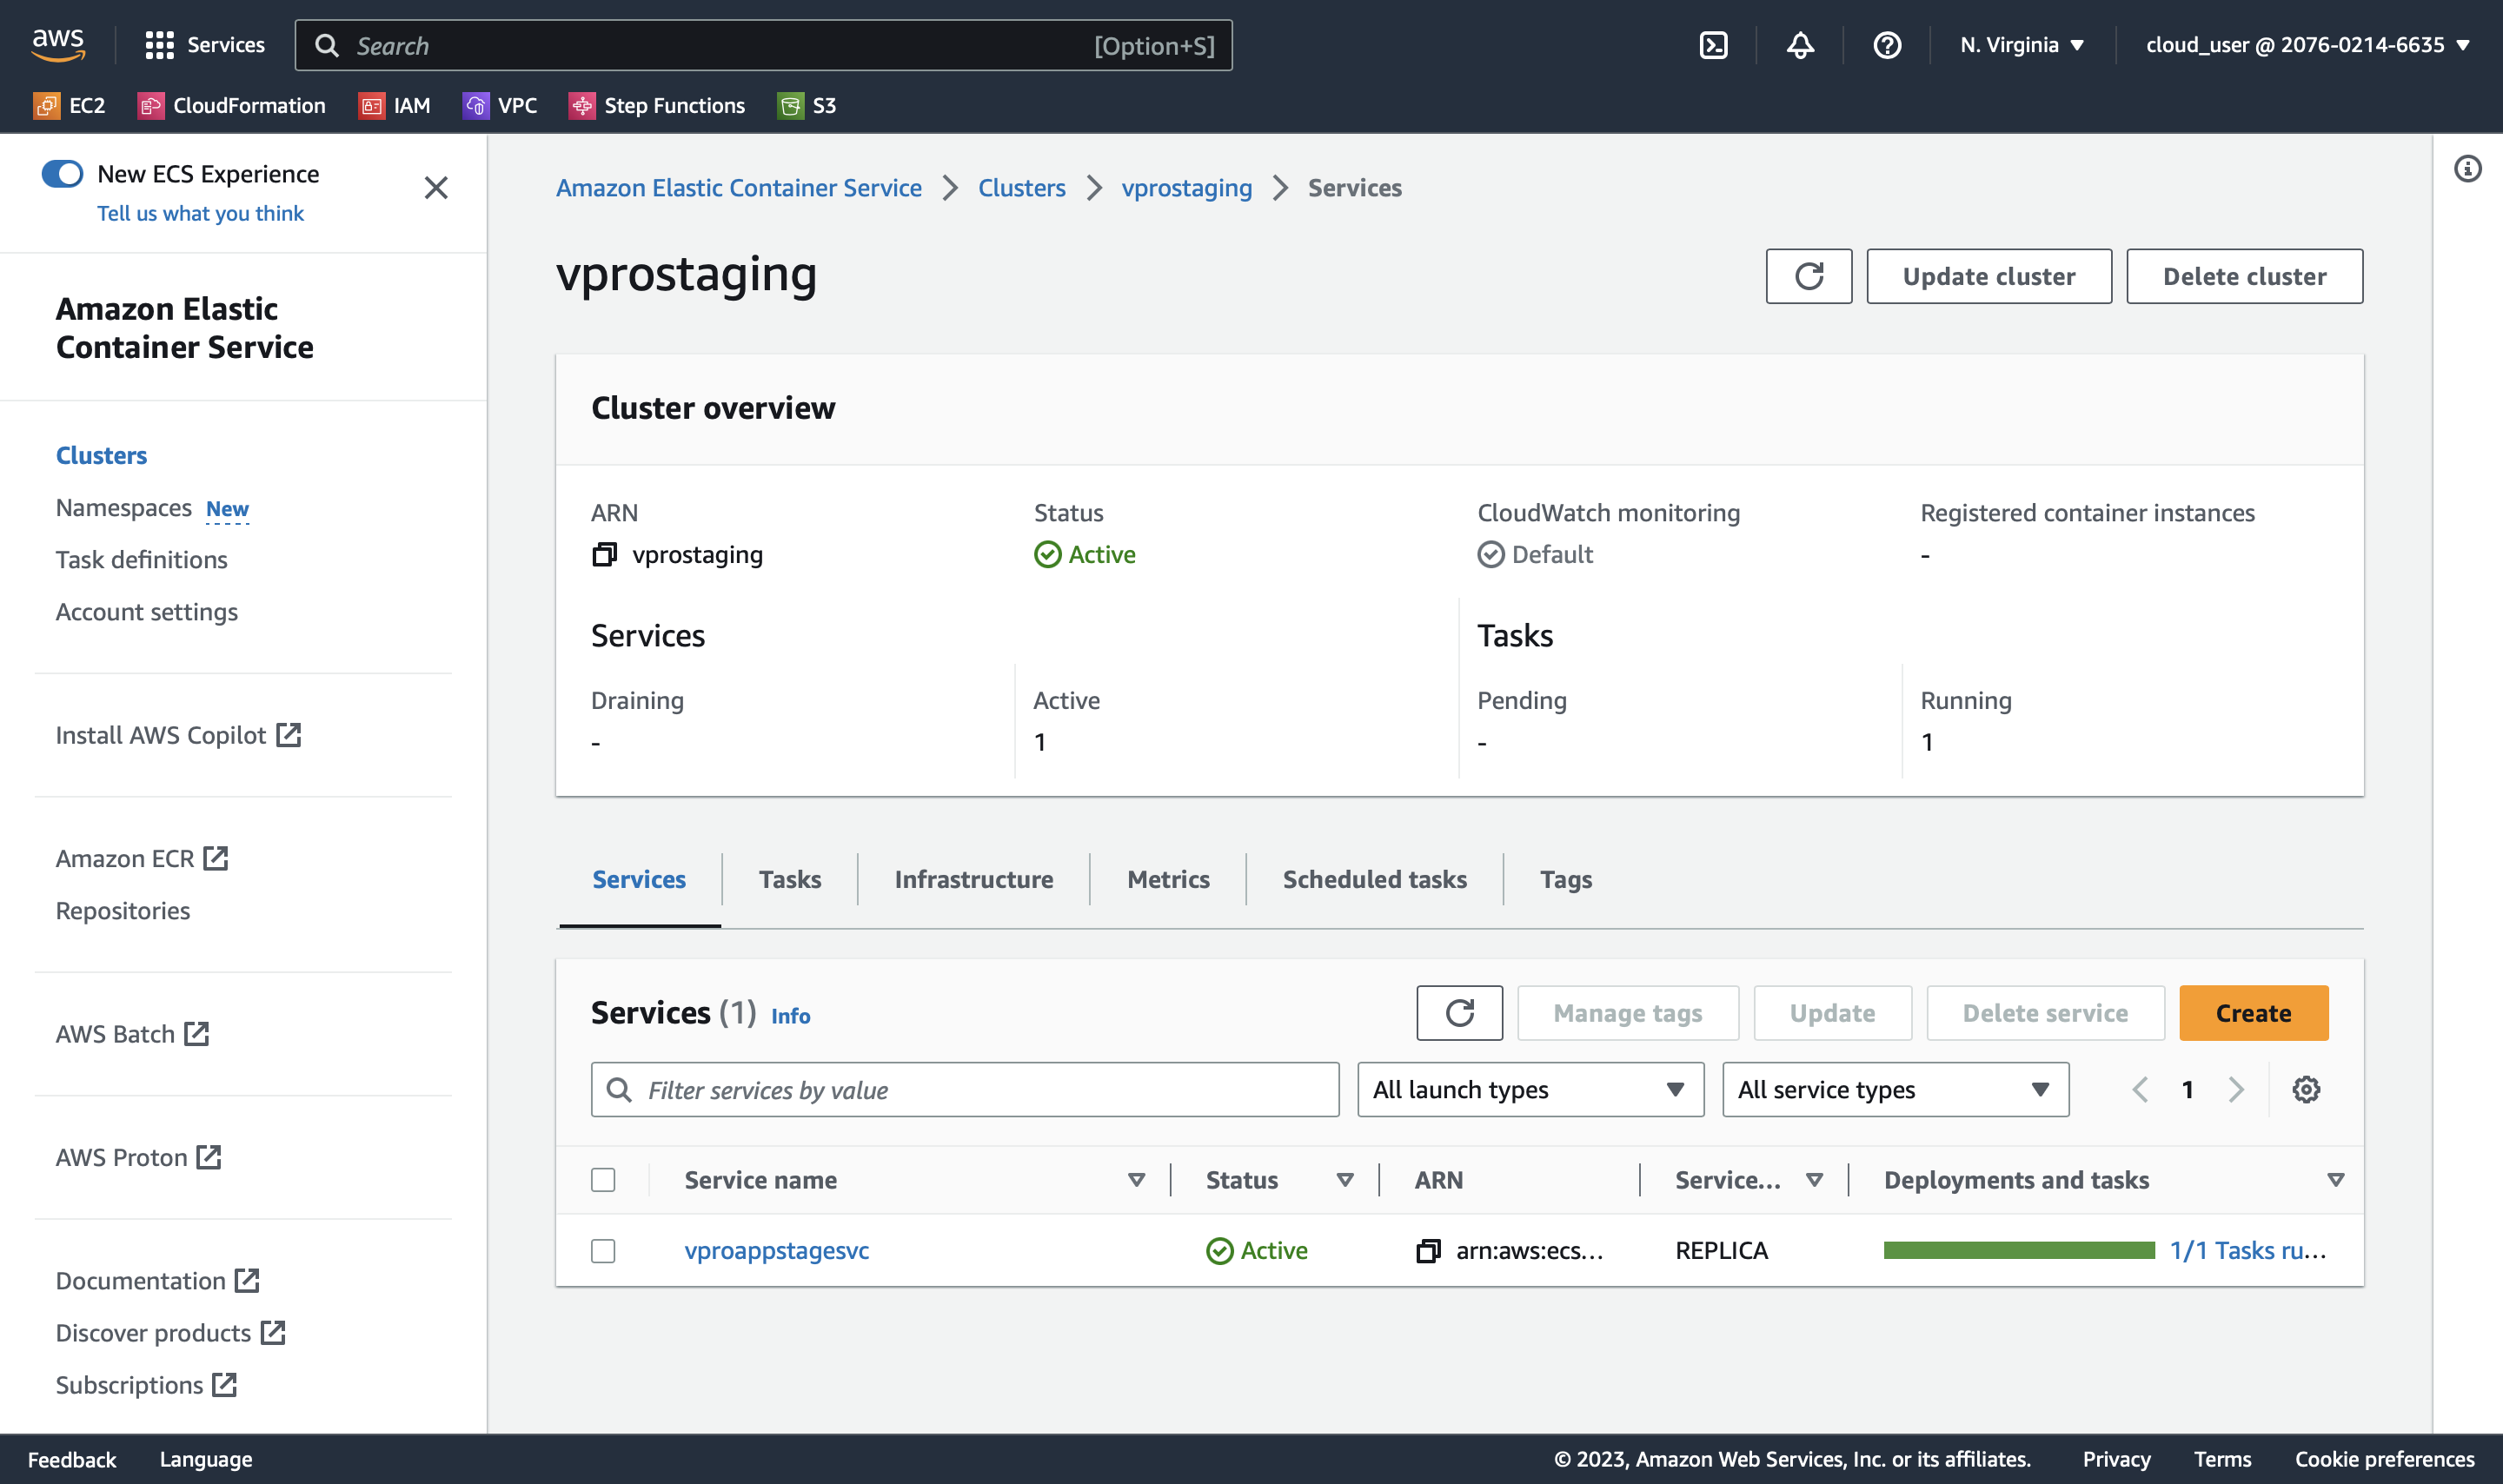 aws
Services
Search
[Option+S]
N. Virginia
cloud_user @ 2076-0214-6635
EC2
CloudFormation
IAM
VPC
Step Functions
S3
New ECS Experience
Tell us what you think
Amazon Elastic
Container Service
Clusters
Namespaces New
Task definitions
Account settings
Install AWS Copilot
Amazon ECR
Repositories
AWS Batch
AWS Proton
Documentation
Discover products
Subscriptions
Amazon Elastic Container Service
Clusters
vprostaging
Services
vprostaging
Update cluster
Delete cluster
Cluster overview
ARN
vprostaging
Status
Active
CloudWatch monitoring
Default
Registered container instances
-
Services
Draining
-
Active
1
Tasks
Pending
-
Running
1
Services
Tasks
Infrastructure
Metrics
Scheduled tasks
Tags
Services (1) Info
Manage tags
Update
Delete service
Create
Filter services by value
All launch types
All service types
1
Service name
Status
ARN
Service...
Deployments and tasks
vproappstagesvc
Active
arn:aws:ecs...
REPLICA
1/1 Tasks ru...
Feedback
Language
© 2023, Amazon Web Services, Inc. or its affiliates.
Privacy
Terms
Cookie preferences